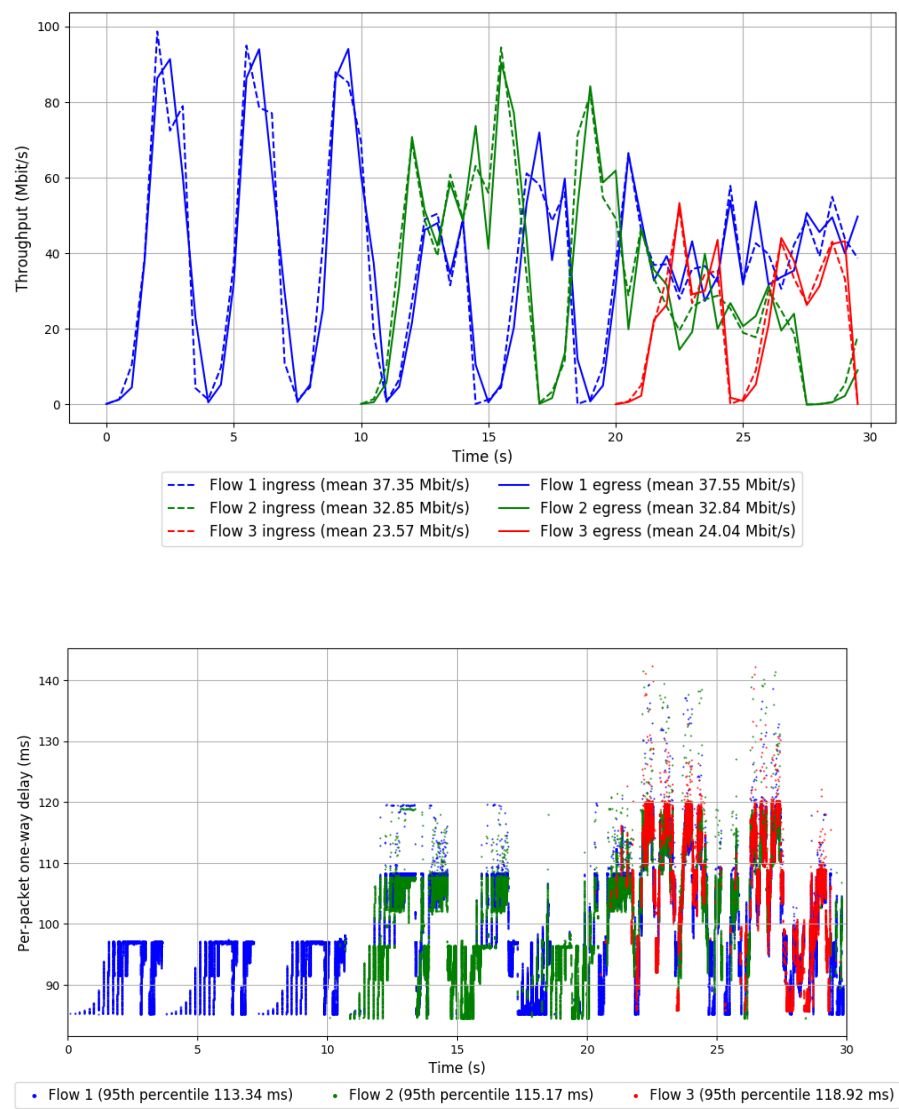 100
80
60
40
20
0
Throughput (Mbit/s)
0 5 10 15 20 25 30
Time (s)
Flow 1 ingress (mean 37.35 Mbit/s) Flow 1 egress (mean 37.55 Mbit/s)
Flow 2 ingress (mean 32.85 Mbit/s) Flow 2 egress (mean 32.84 Mbit/s)
Flow 3 ingress (mean 23.57 Mbit/s) Flow 3 egress (mean 24.04 Mbit/s)
140
130
120
110
100
90
Per-packet one-way delay (ms)
0 5 10 15 20 25 30
Time (s)
Flow 1 (95th percentile 113.34 ms) Flow 2 (95th percentile 115.17 ms) Flow 3 (95th percentile 118.92 ms)